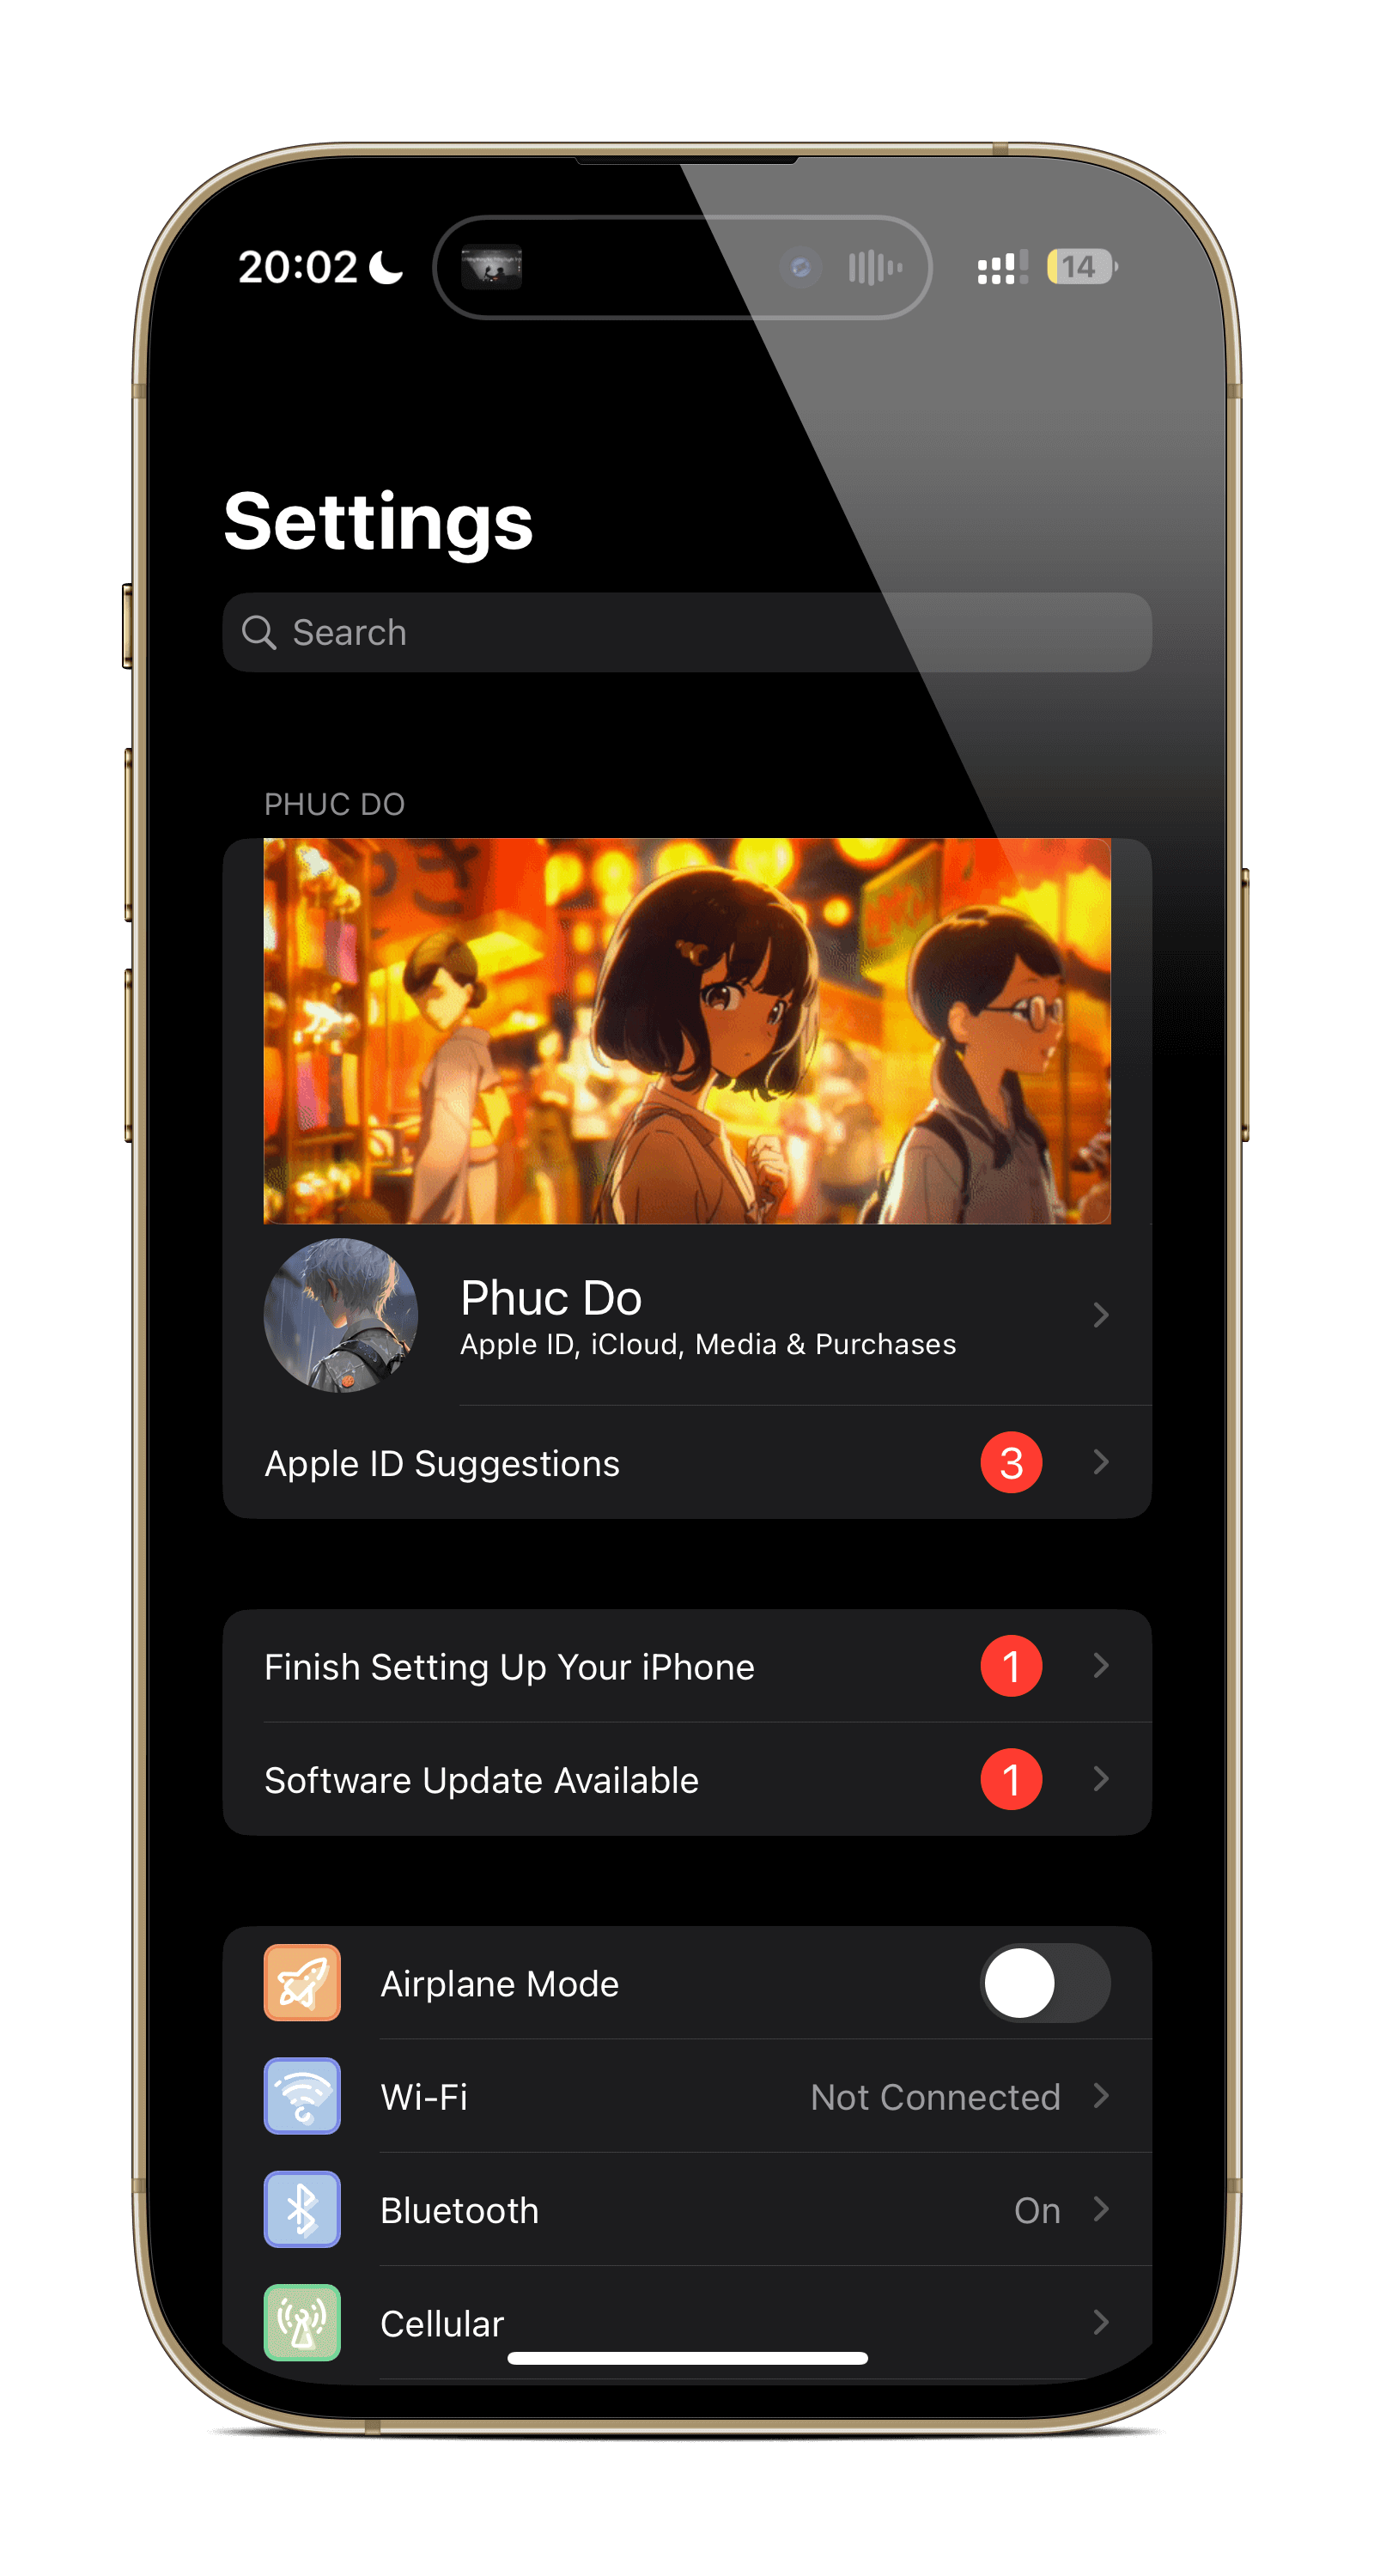 20:02
14
Settings
Search
PHUC DO
Phuc Do
Apple ID, iCloud, Media & Purchases
Apple ID Suggestions 3
Finish Setting Up Your iPhone 1
Software Update Available 1
Airplane Mode
Wi-Fi Not Connected
Bluetooth On
Cellular